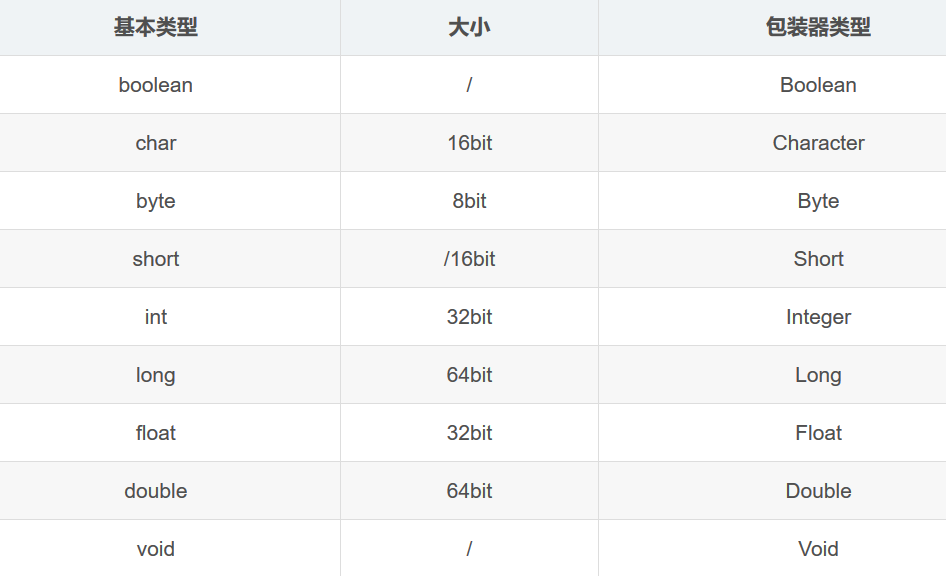 基本类型 大小 包装器类型
boolean / Boolean
char 16bit Character
byte 8bit Byte
short /16bit Short
int 32bit Integer
long 64bit Long
float 32bit Float
double 64bit Double
void / Void